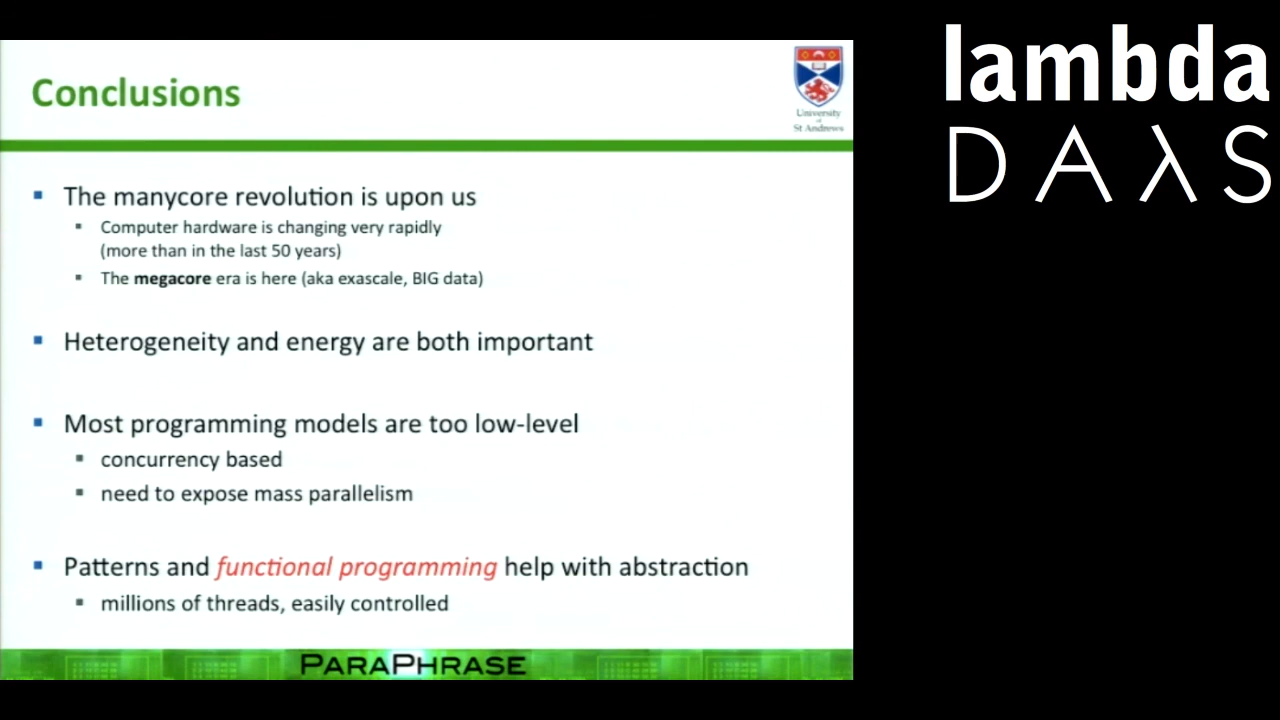 Conclusions
University
of
St Andrews
The manycore revolution is upon us
Computer hardware is changing very rapidly
(more than in the last 50 years)
The megacore era is here (aka exascale, BIG data)
Heterogeneity and energy are both important
Most programming models are too low-level
concurrency based
need to expose mass parallelism
Patterns and functional programming help with abstraction
millions of threads, easily controlled
PARAPHRASE
lambda
DAλS